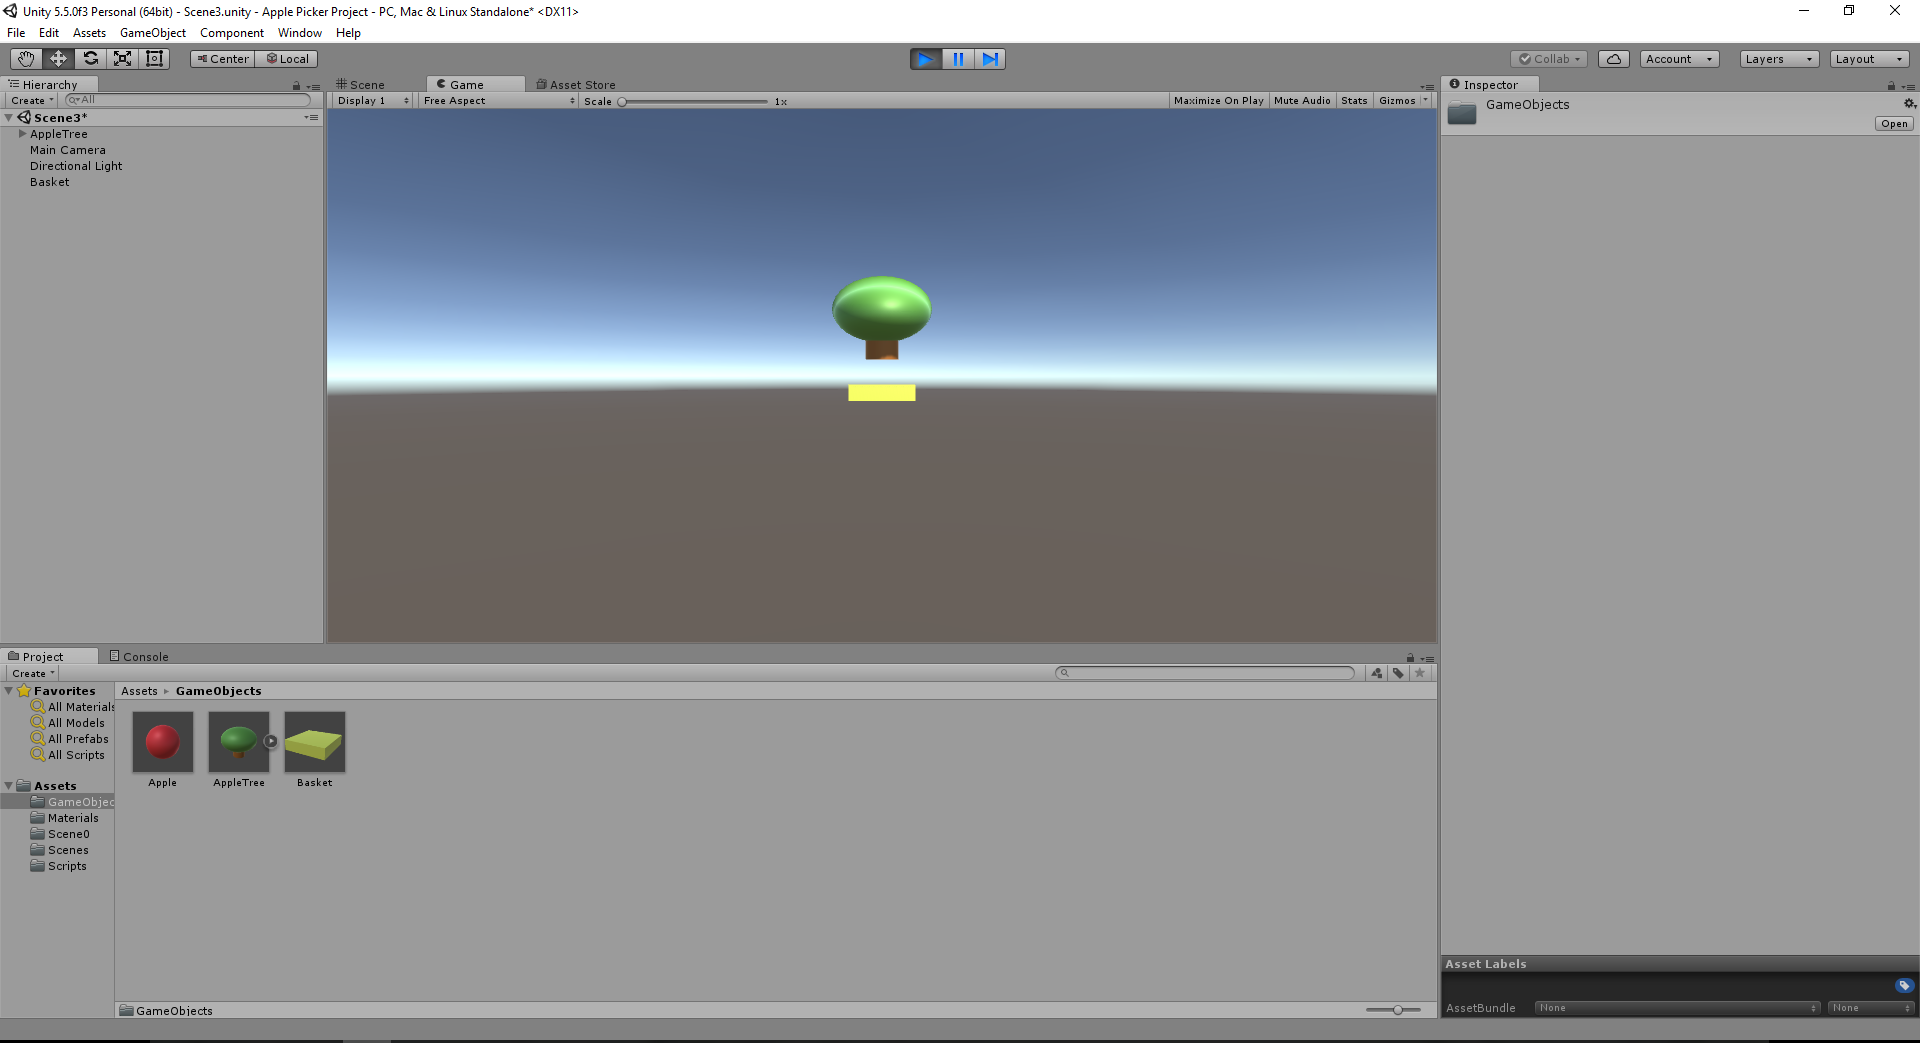 Unity 5.5.0f3 Personal (64bit) - Scene3.unity - Apple Picker Project - PC, Mac & Linux Standalone* <DX11>
File Edit Assets GameObject Component Window Help
Center Local Collab Account Layers Layout
Hierarchy
Create All
Scene3*
AppleTree
Main Camera
Directional Light
Basket
Scene Game Asset Store
Display 1 Free Aspect Scale 1x Maximize On Play Mute Audio Stats Gizmos
Inspector
GameObjects
Open
Project Console
Create
Favorites
All Materials
All Models
All Prefabs
All Scripts
Assets
GameObjec
Materials
Scene0
Scenes
Scripts
Assets GameObjects
Apple AppleTree Basket
GameObjects
Asset Labels
AssetBundle None None